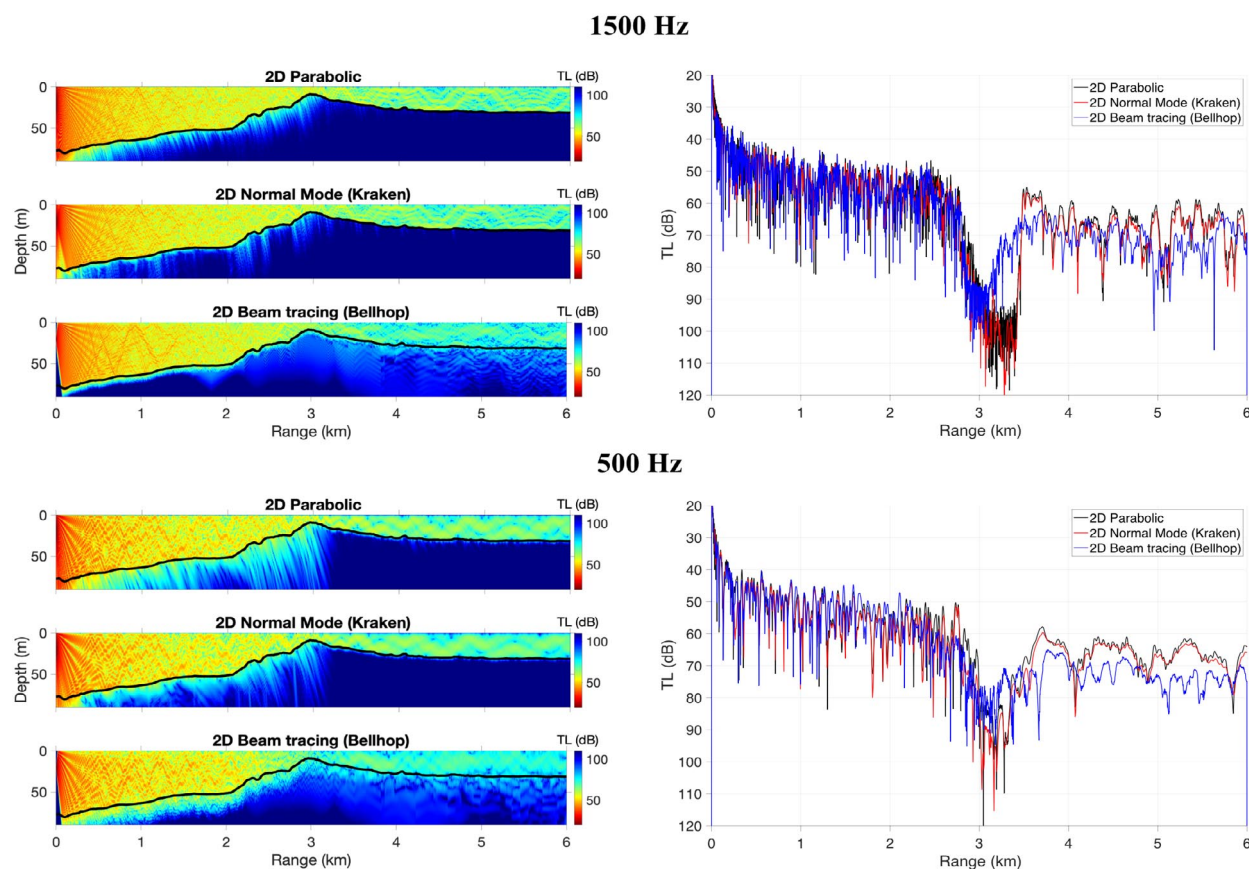 1500 Hz
2D Parabolic
TL (dB)
0
50
100
50
2D Normal Mode (Kraken)
TL (dB)
0
50
Depth (m)
100
50
2D Beam tracing (Bellhop)
TL (dB)
0
50
100
50
0 1 2 3 4 5 6
Range (km)
20
30
40
50
60
70
80
90
100
110
120
TL (dB)
2D Parabolic
2D Normal Mode (Kraken)
2D Beam tracing (Bellhop)
0 1 2 3 4 5 6
Range (km)
500 Hz
2D Parabolic
TL (dB)
0
50
100
50
2D Normal Mode (Kraken)
TL (dB)
0
50
Depth (m)
100
50
2D Beam tracing (Bellhop)
TL (dB)
0
50
100
50
0 1 2 3 4 5 6
Range (km)
20
30
40
50
60
70
80
90
100
110
120
TL (dB)
2D Parabolic
2D Normal Mode (Kraken)
2D Beam tracing (Bellhop)
0 1 2 3 4 5 6
Range (km)